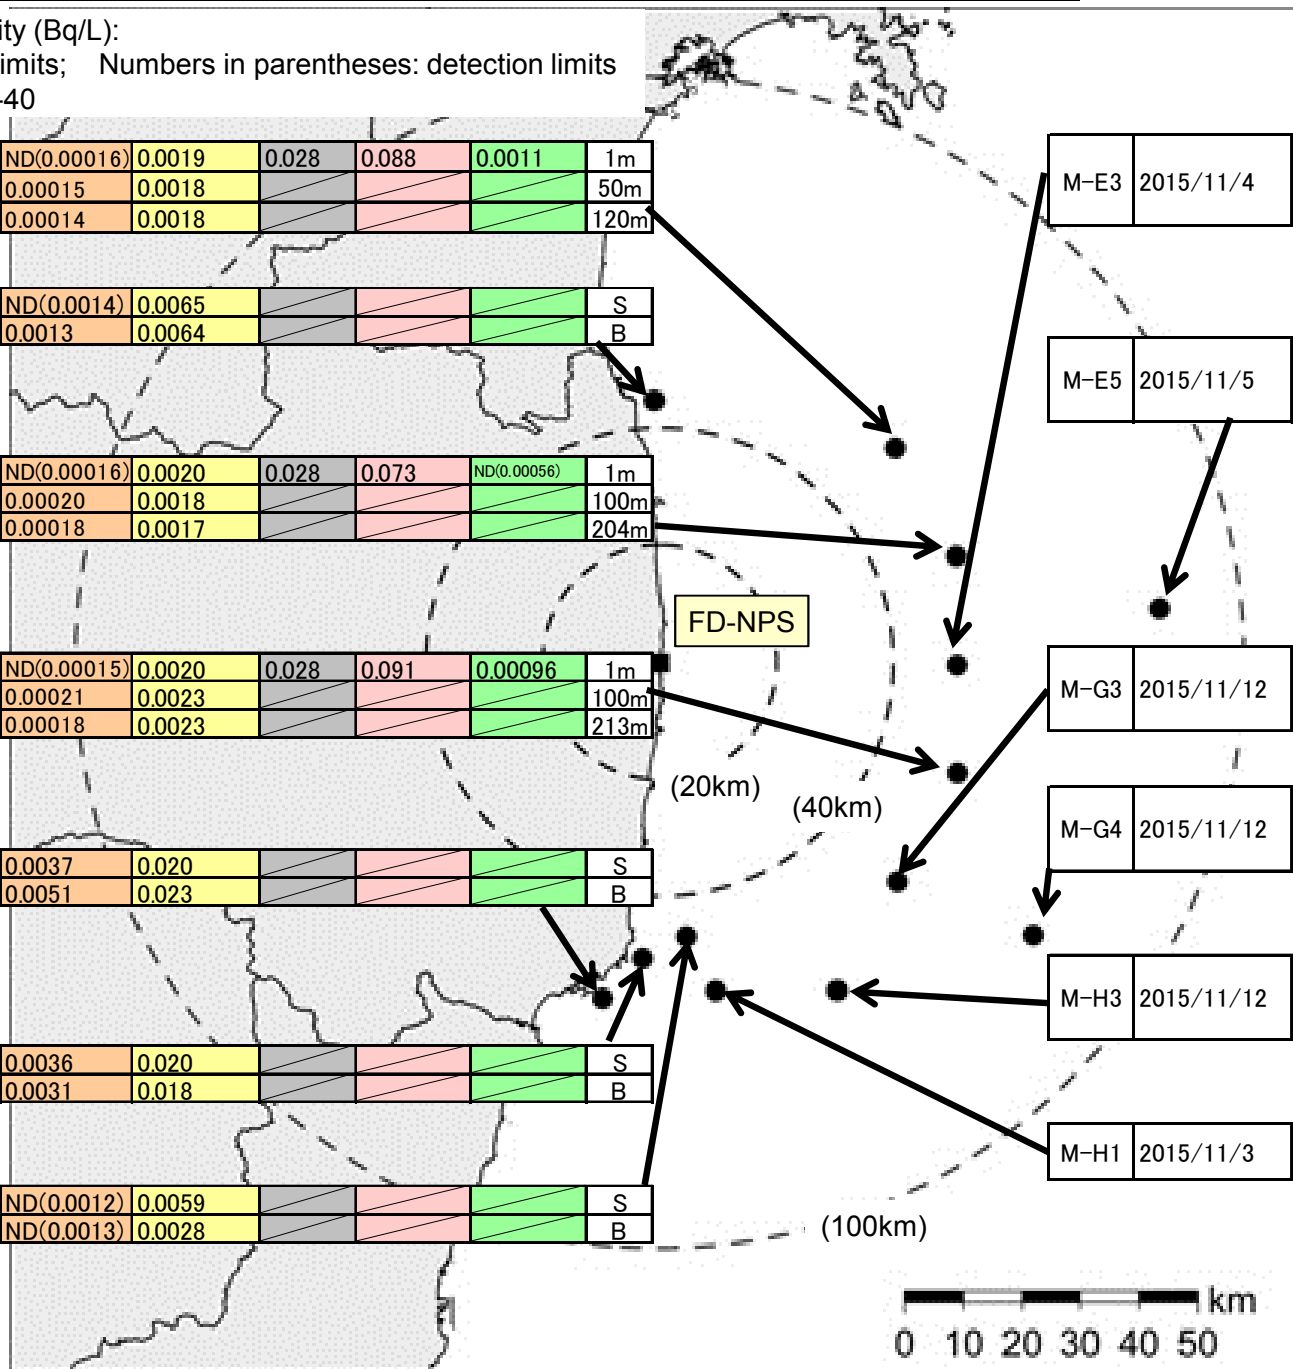 ity (Bq/L):
imits; Numbers in parentheses: detection limits
-40
ND(0.00016) 0.0019 0.028 0.088 0.0011 1m
0.00015 0.0018 50m
0.00014 0.0018 120m
M-E3 2015/11/4
ND(0.0014) 0.0065 S
0.0013 0.0064 B
M-E5 2015/11/5
ND(0.00016) 0.0020 0.028 0.073 ND(0.00056) 1m
0.00020 0.0018 100m
0.00018 0.0017 204m
FD-NPS
ND(0.00015) 0.0020 0.028 0.091 0.00096 1m
0.00021 0.0023 100m
0.00018 0.0023 213m
M-G3 2015/11/12
(20km)
(40km)
M-G4 2015/11/12
0.0037 0.020 S
0.0051 0.023 B
M-H3 2015/11/12
0.0036 0.020 S
0.0031 0.018 B
M-H1 2015/11/3
ND(0.0012) 0.0059 S
ND(0.0013) 0.0028 B
(100km)
km
0 10 20 30 40 50